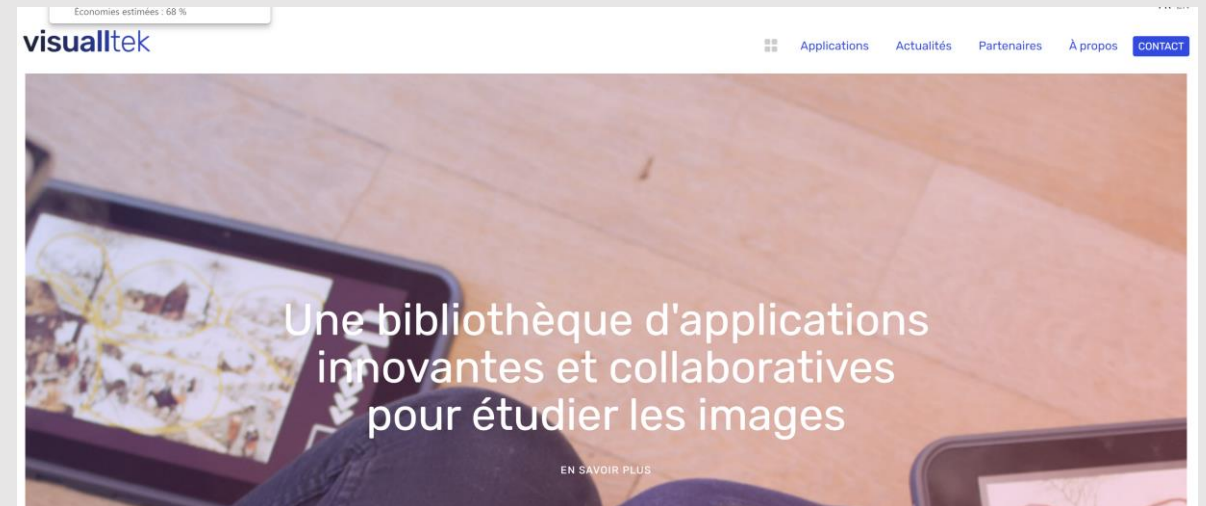 Économies estimées : 68 %
visualltek
Applications Actualités Partenaires À propos CONTACT
Une bibliothèque d'applications
innovantes et collaboratives
pour étudier les images
EN SAVOIR PLUS